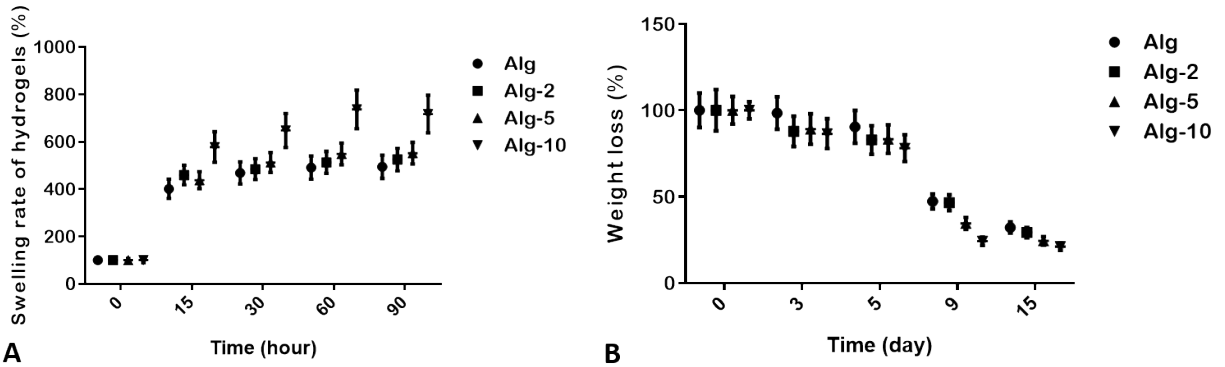 Swelling rate of hydrogels (%)
1000
800
600
400
200
0
0
15
30
60
90
Time (hour)
Alg
Alg-2
Alg-5
Alg-10
A
Weight loss (%)
150
100
50
0
0
3
5
9
15
Time (day)
Alg
Alg-2
Alg-5
Alg-10
B